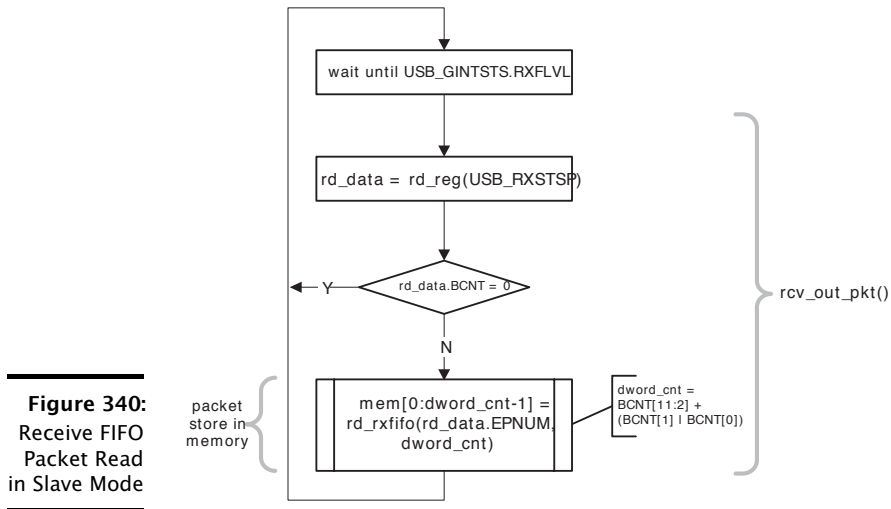 wait until USB_GINTSTS.RXFLVL
rd_data = rd_reg(USB_RXSTSP)
rd_data.BCNT = 0
Y
N
rcv_out_pkt()
packet
store in
memory
mem[0:dword_cnt-1] =
rd_rxfifo(rd_data.EPNUM,
dword_cnt)
dword_cnt =
BCNT[11:2] +
(BCNT[1] | BCNT[0])
Figure 340:
Receive FIFO
Packet Read
in Slave Mode